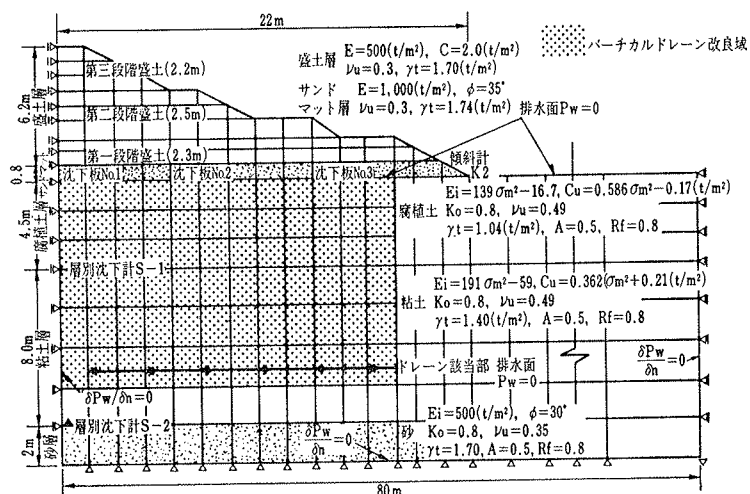 22m
盛土層 E=500(t/m²), C=2.0(t/m²)
νu=0.3, γt=1.70(t/m²)
サンド E=1,000(t/m²), φ=35°
マット層 νu=0.3, γt=1.74(t/m²)
バーチカルドレーン改良域
排水面Pw=0
第三段階盛土(2.2m)
第二段階盛土(2.5m)
第一段階盛土(2.3m)
6.2m
盛土層
0.8
サンドマット
沈下板No.1
沈下板No.2
沈下板No.3
傾斜計
K2
4.5m
腐植土層
腐植土
Ei=139σm²−16.7, Cu=0.586σm²−0.17(t/m²)
Ko=0.8, νu=0.49
γt=1.04(t/m²), A=0.5, Rf=0.8
層別沈下計S-1
8.0m
粘土層
粘土
Ei=191σm²−59, Cu=0.362(σm²+0.21(t/m²)
Ko=0.8, νu=0.49
γt=1.40(t/m²), A=0.5, Rf=0.8
ドレーン該当部 排水面
Pw=0
δPw/δn=0
δPw/δn=0
層別沈下計S-2
2m
砂層
砂
Ei=500(t/m²), φ=30°
Ko=0.8, νu=0.35
γt=1.70, A=0.5, Rf=0.8
δPw/δn=0
80m